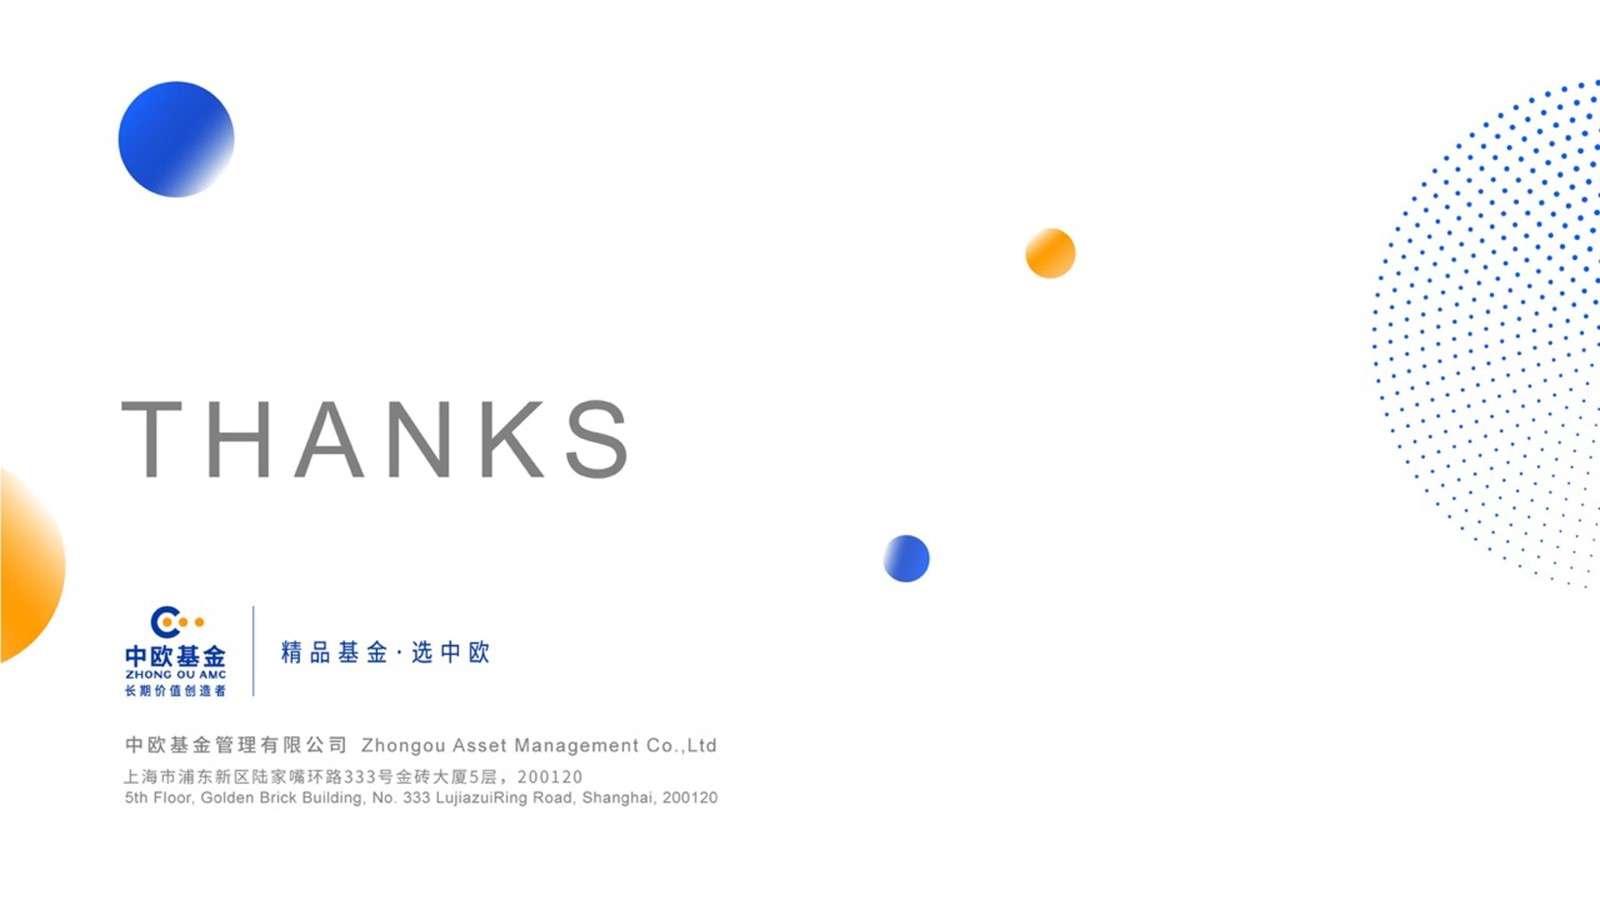 THANKS
中欧基金
ZHONG OU AMC
长期价值创造者
精品基金·选中欧
中欧基金管理有限公司 Zhongou Asset Management Co.,Ltd
上海市浦东新区陆家嘴环路333号金砖大厦5层，200120
5th Floor, Golden Brick Building, No. 333 LujiazuiRing Road, Shanghai, 200120